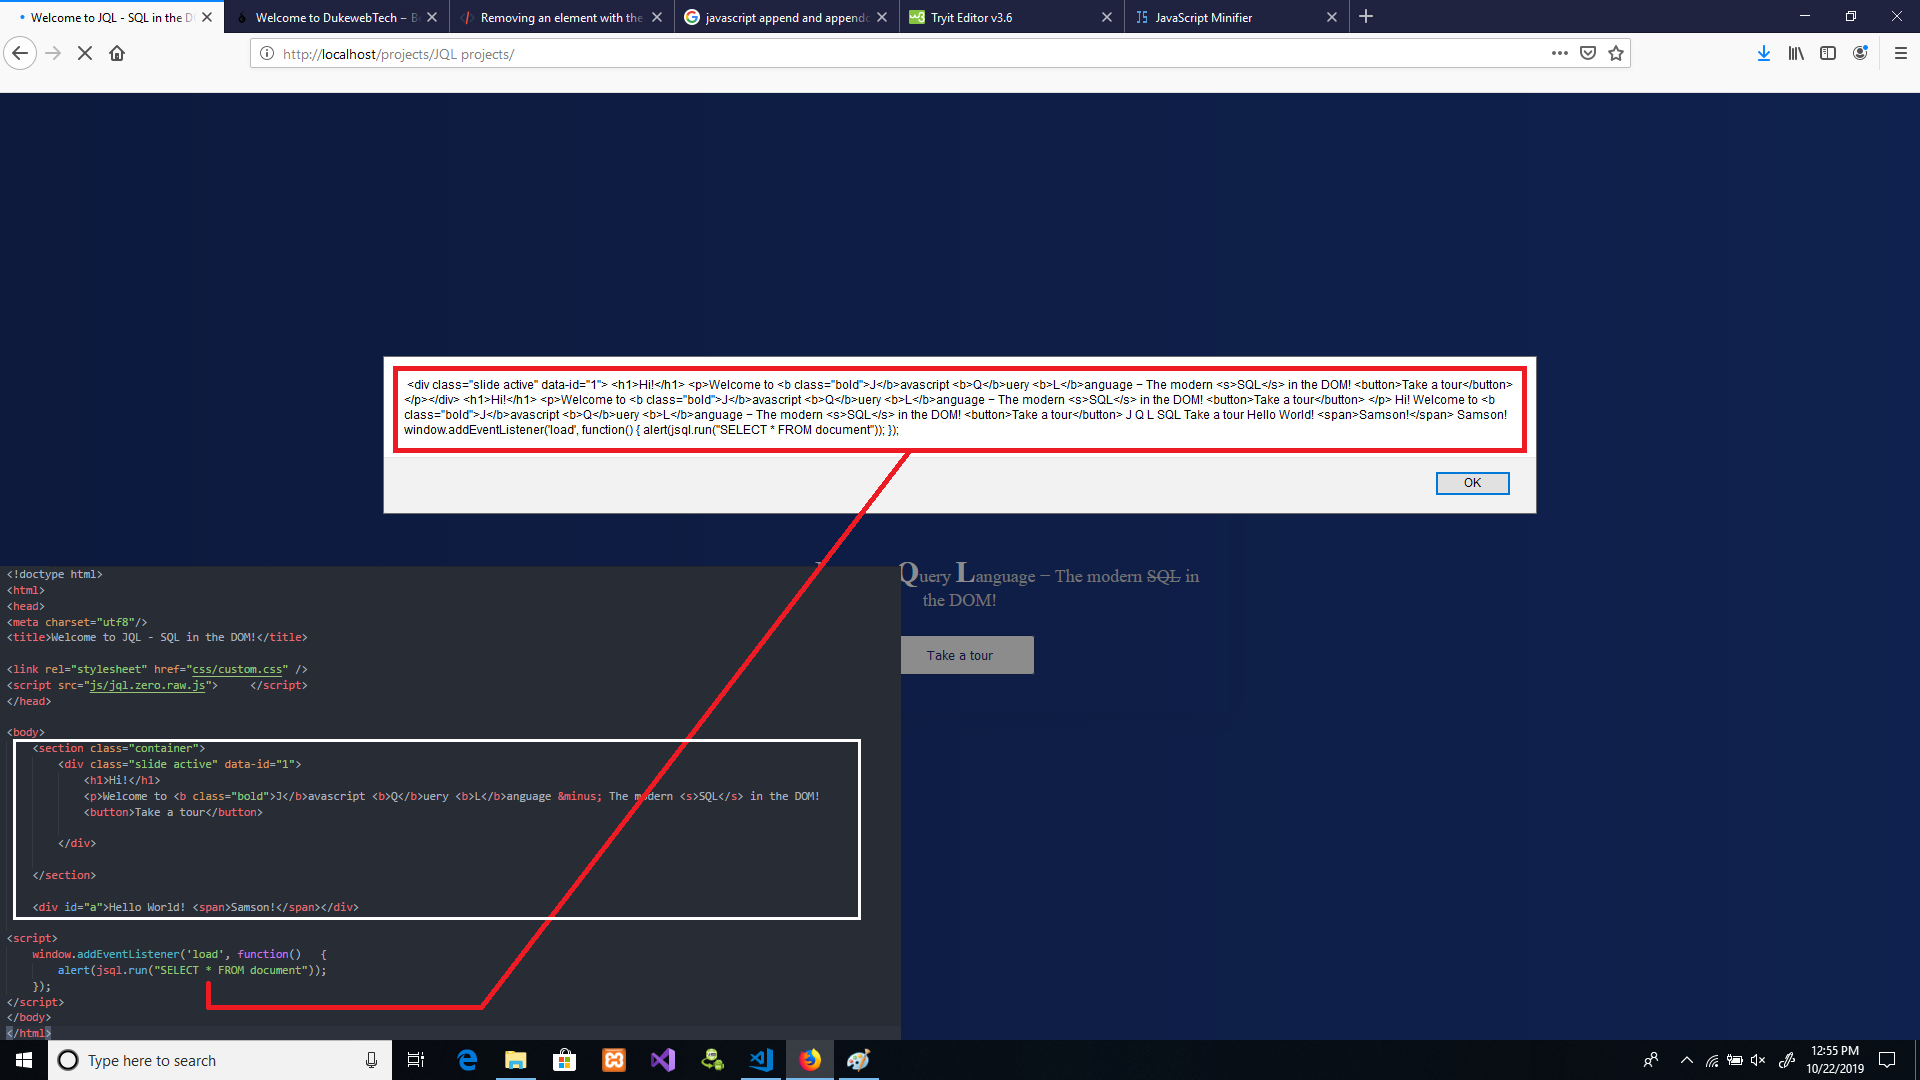 Welcome to JQL - SQL in the D
Welcome to DukewebTech – B
Removing an element with the
javascript append and append
Tryit Editor v3.6
JS JavaScript Minifier
http://localhost/projects/JQL projects/
<div class="slide active" data-id="1"> <h1>Hi!</h1> <p>Welcome to <b class="bold">J</b>avascript <b>Q</b>uery <b>L</b>anguage − The modern <s>SQL</s> in the DOM! <button>Take a tour</button>
</p></div> <h1>Hi!</h1> <p>Welcome to <b class="bold">J</b>avascript <b>Q</b>uery <b>L</b>anguage − The modern <s>SQL</s> in the DOM! <button>Take a tour</button> </p> Hi! Welcome to <b
class="bold">J</b>avascript <b>Q</b>uery <b>L</b>anguage − The modern <s>SQL</s> in the DOM! <button>Take a tour</button> J Q L SQL Take a tour Hello World! <span>Samson!</span> Samson!
window.addEventListener('load', function() { alert(jsql.run("SELECT * FROM document")); });
OK
Query Language − The modern SQL in
the DOM!
Take a tour
<!doctype html>
<html>
<head>
<meta charset="utf8"/>
<title>Welcome to JQL - SQL in the DOM!</title>
<link rel="stylesheet" href="css/custom.css" />
<script src="js/jql.zero.raw.js">     </script>
</head>
<body>
<section class="container">
<div class="slide active" data-id="1">
<h1>Hi!</h1>
<p>Welcome to <b class="bold">J</b>avascript <b>Q</b>uery <b>L</b>anguage &minus; The modern <s>SQL</s> in the DOM!
<button>Take a tour</button>
</div>
</section>
<div id="a">Hello World! <span>Samson!</span></div>
<script>
window.addEventListener('load', function()   {
alert(jsql.run("SELECT * FROM document"));
});
</script>
</body>
</html>
Type here to search
12:55 PM
10/22/2019